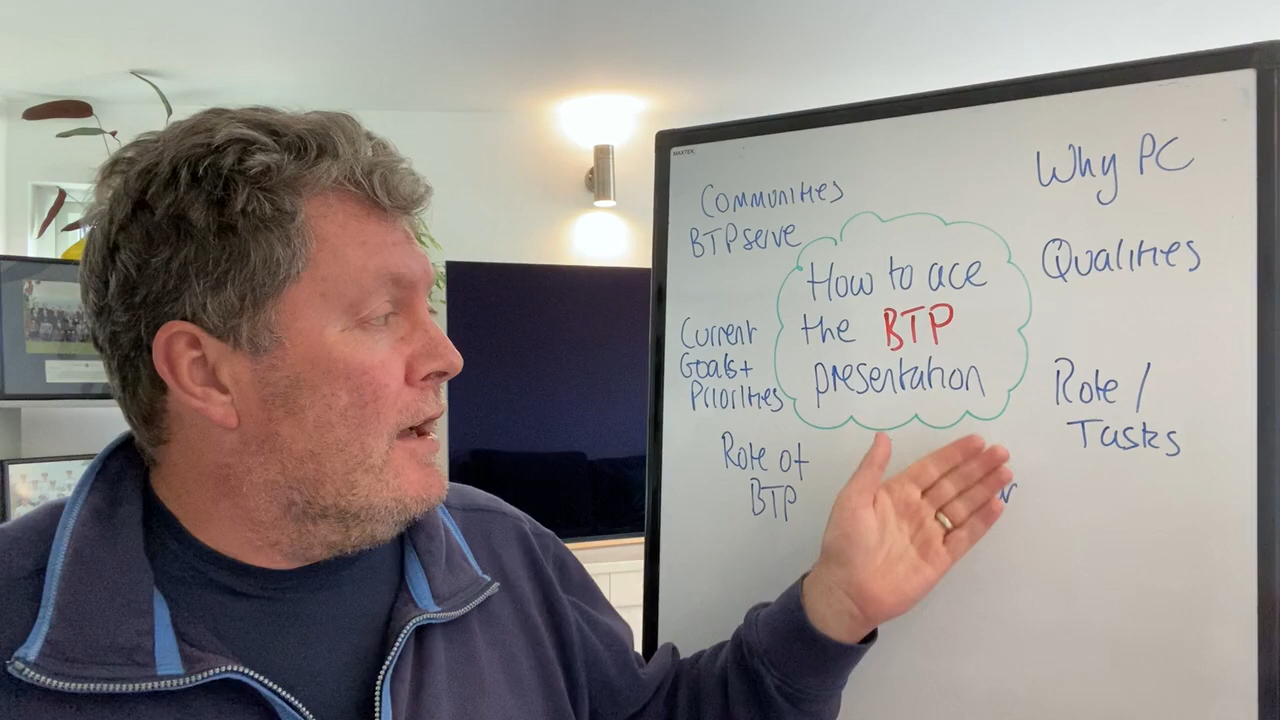 MAXTEK
Communities
BTP serve
Current
Goals+
Priorities
Role of
BTP
How to ace
the BTP
presentation
Why PC
Qualities
Role /
Tasks